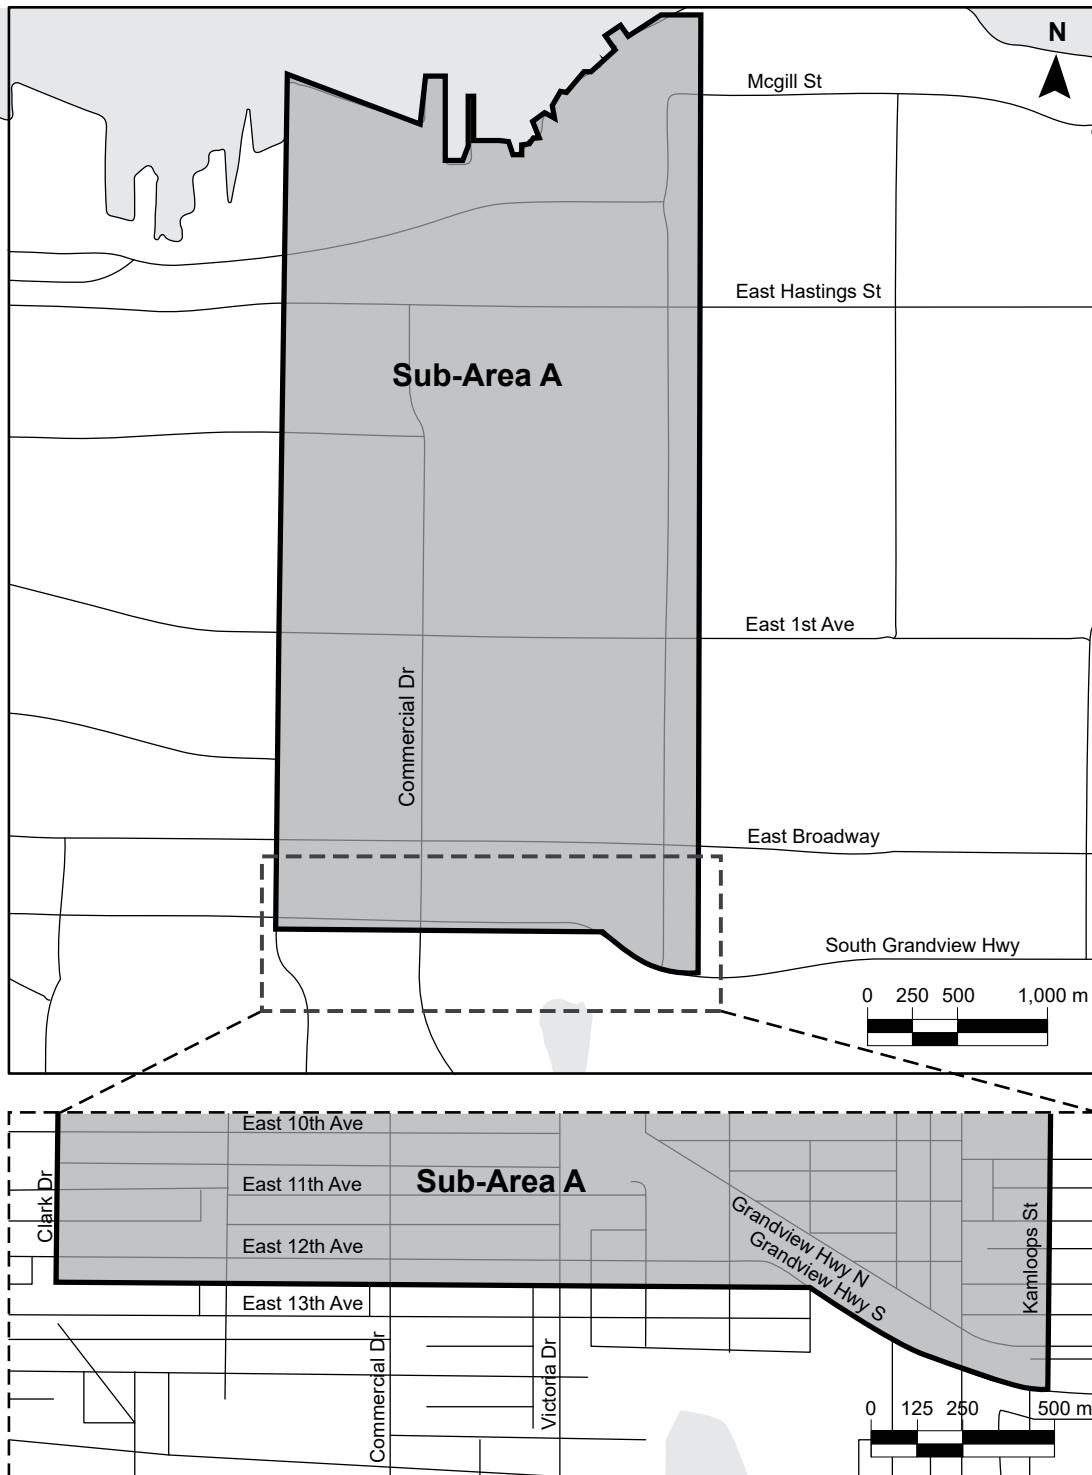 N
Mcgill St
East Hastings St
Sub-Area A
East 1st Ave
Commercial Dr
East Broadway
South Grandview Hwy
0 250 500 1,000 m
East 10th Ave
Sub-Area A
East 11th Ave
Clark Dr
Grandview Hwy N
Grandview Hwy S
Kamloops St
East 12th Ave
East 13th Ave
Commercial Dr
Victoria Dr
0 125 250 500 m